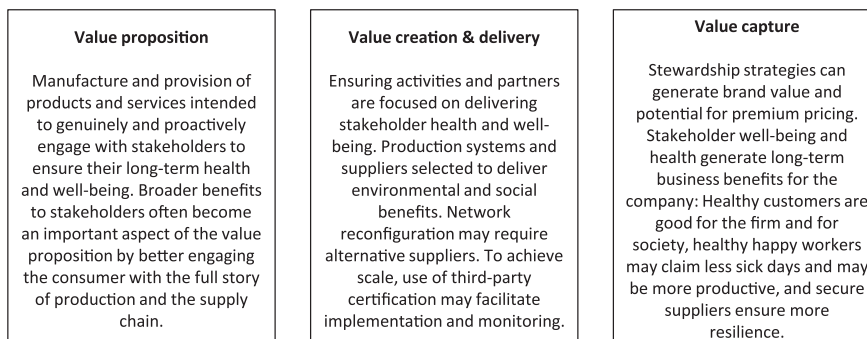 Value proposition
Manufacture and provision of
products and services intended
to genuinely and proactively
engage with stakeholders to
ensure their long-term health
and well-being. Broader benefits
to stakeholders often become
an important aspect of the value
proposition by better engaging
the consumer with the full story
of production and the supply
chain.
Value creation & delivery
Ensuring activities and partners
are focused on delivering
stakeholder health and well-
being. Production systems and
suppliers selected to deliver
environmental and social
benefits. Network
reconfiguration may require
alternative suppliers. To achieve
scale, use of third-party
certification may facilitate
implementation and monitoring.
Value capture
Stewardship strategies can
generate brand value and
potential for premium pricing.
Stakeholder well-being and
health generate long-term
business benefits for the
company: Healthy customers are
good for the firm and for
society, healthy happy workers
may claim less sick days and may
be more productive, and secure
suppliers ensure more
resilience.